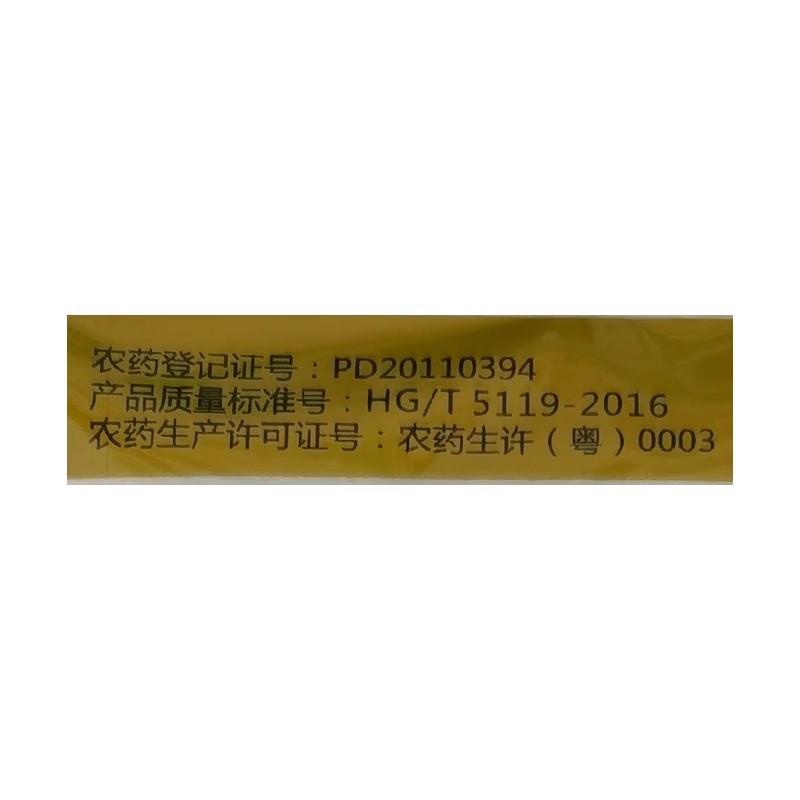 农药登记证号：PD20110394
产品质量标准号：HG/T 5119-2016
农药生产许可证号：农药生许（粤）0003